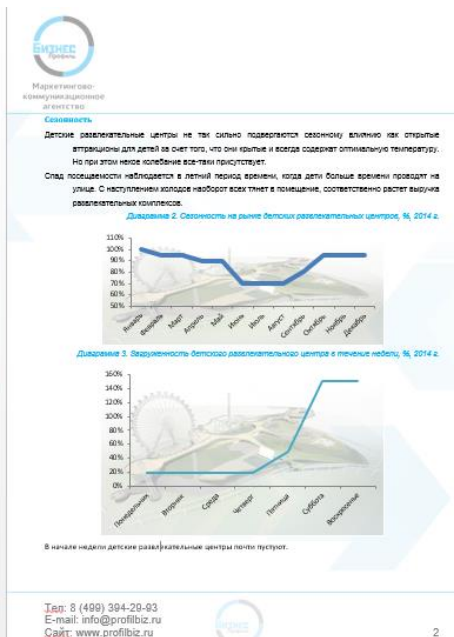 Бизнес
Профиль
Маркетингово-
коммуникационное
агентство
Сезонность
Детские развлекательные центры не так сильно подвергаются сезонному влиянию как открытые
аттракционы для детей за счет того, что они крытые и всегда содержат оптимальную температуру.
Но при этом некое колебание все-таки присутствует.
Спад посещаемости наблюдается в летний период времени, когда дети больше времени проводят на
улице. С наступлением холодов наоборот всех тянет в помещение, соответственно растет выручка
развлекательных комплексов.
Диаграмма 2. Сезонность на рынке детских развлекательных центров, %, 2014 г.
110%
100%
90%
80%
70%
60%
50%
Январь Февраль Март Апрель Май Июнь Июль Август Сентябрь Октябрь Ноябрь Декабрь
Диаграмма 3. Загруженность детского развлекательного центра в течение недели, %, 2014 г.
160%
140%
120%
100%
80%
60%
40%
20%
0%
Понедельник Вторник Среда Четверг Пятница Суббота Воскресенье
В начале недели детские развлекательные центры почти пустуют.
Тел: 8 (499) 394-29-93
E-mail: info@profilbiz.ru
Сайт: www.profilbiz.ru
2